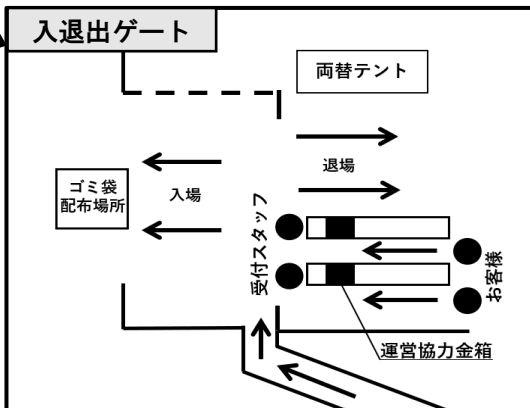 入退出ゲート
両替テント
退場
入場
ゴミ袋
配布場所
受付スタッフ
お客様
運営協力金箱